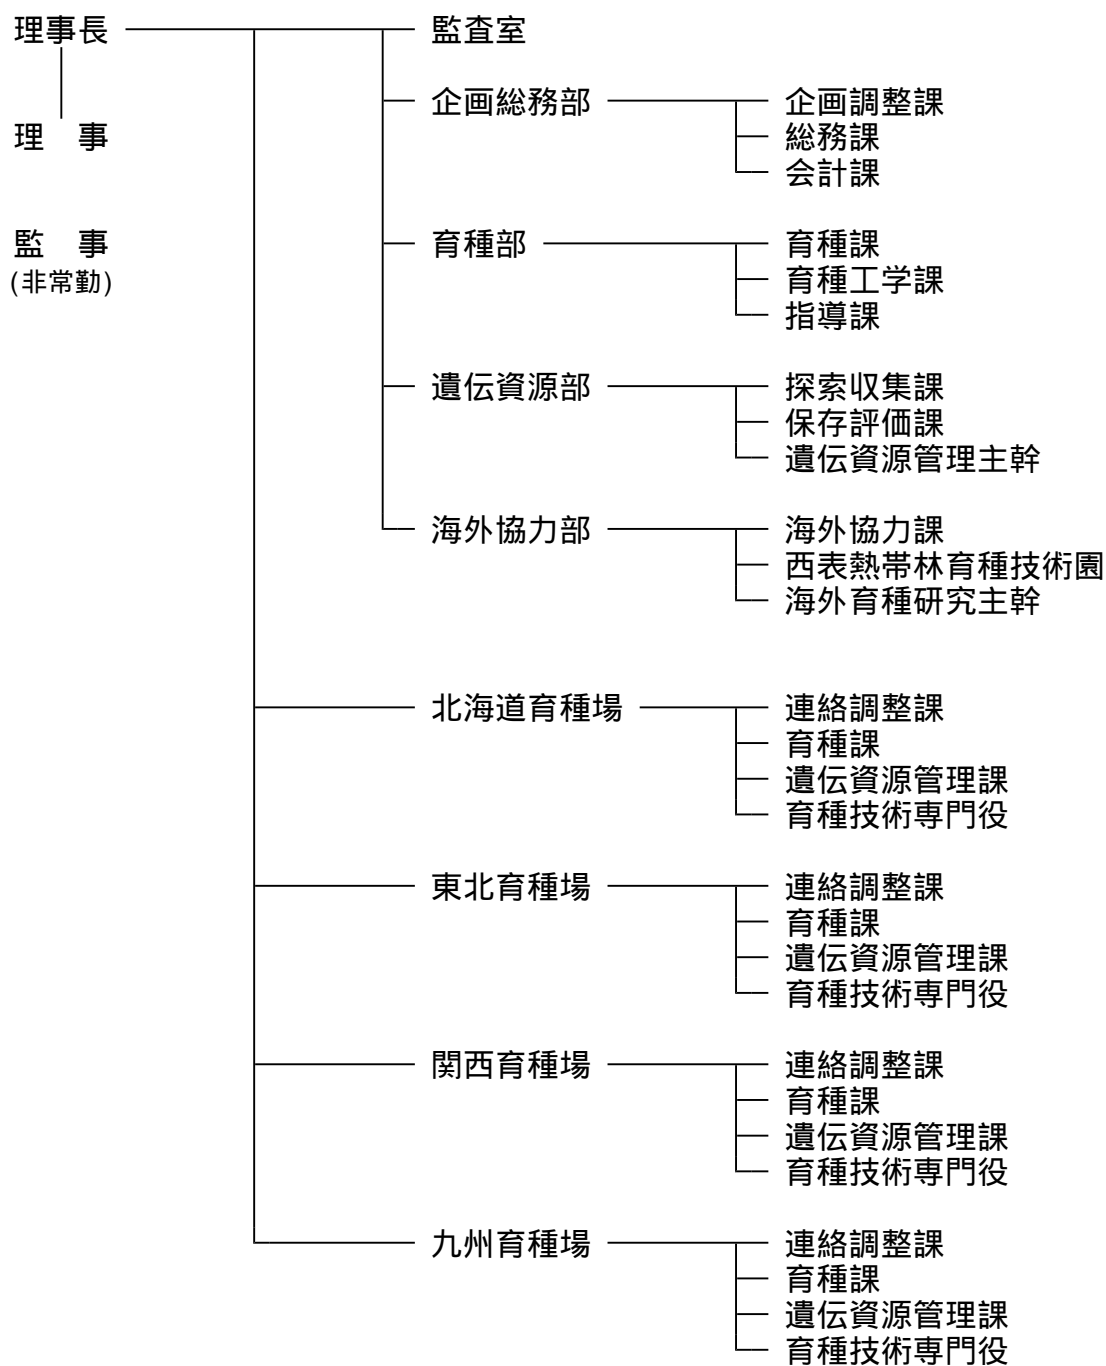 理事長 監査室
企画総務部 企画調整課
理　事 総務課
会計課
監　事 育種部 育種課
(非常勤) 育種工学課
指導課
遺伝資源部 探索収集課
保存評価課
遺伝資源管理主幹
海外協力部 海外協力課
西表熱帯林育種技術園
海外育種研究主幹
北海道育種場 連絡調整課
育種課
遺伝資源管理課
育種技術専門役
東北育種場 連絡調整課
育種課
遺伝資源管理課
育種技術専門役
関西育種場 連絡調整課
育種課
遺伝資源管理課
育種技術専門役
九州育種場 連絡調整課
育種課
遺伝資源管理課
育種技術専門役